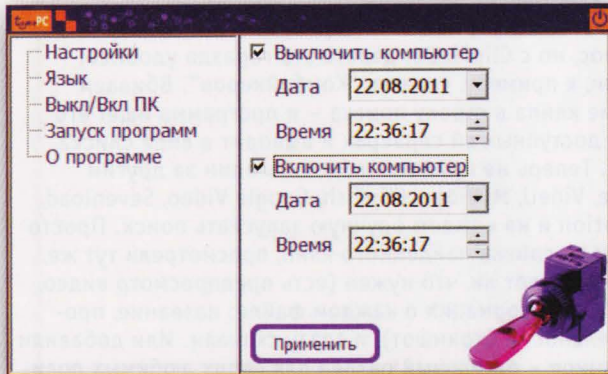 PC
Настройки
Язык
Выкл/Вкл ПК
Запуск программ
О программе
Выключить компьютер
Дата 22.08.2011
Время 22:36:17
Включить компьютер
Дата 22.08.2011
Время 22:36:17
Применить